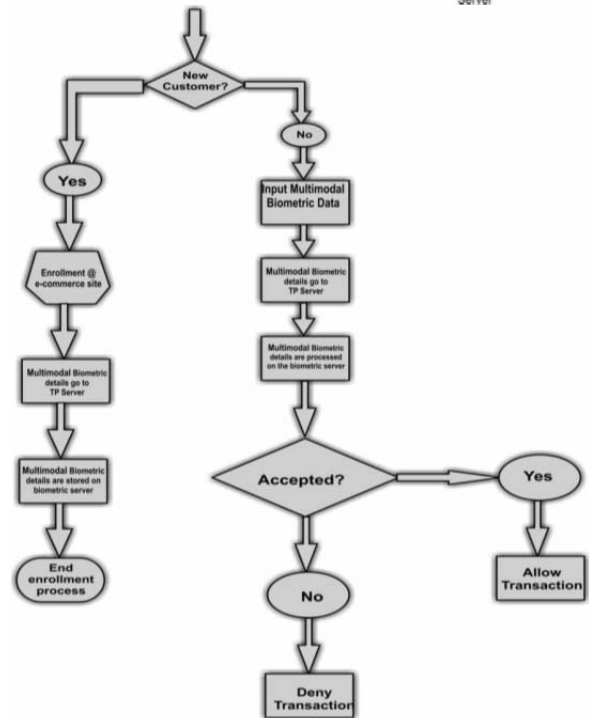 Server
New
Customer?
No
Yes
Input Multimodal
Biometric Data
Enrollment @
e-commerce site
Multimodal Biometric
details go to
TP Server
Multimodal Biometric
details are processed
on the biometric server
Multimodal Biometric
details go to
TP Server
Multimodal Biometric
details are stored on
biometric server
Accepted?
Yes
End
enrollment
process
Allow
Transaction
No
Deny
Transaction